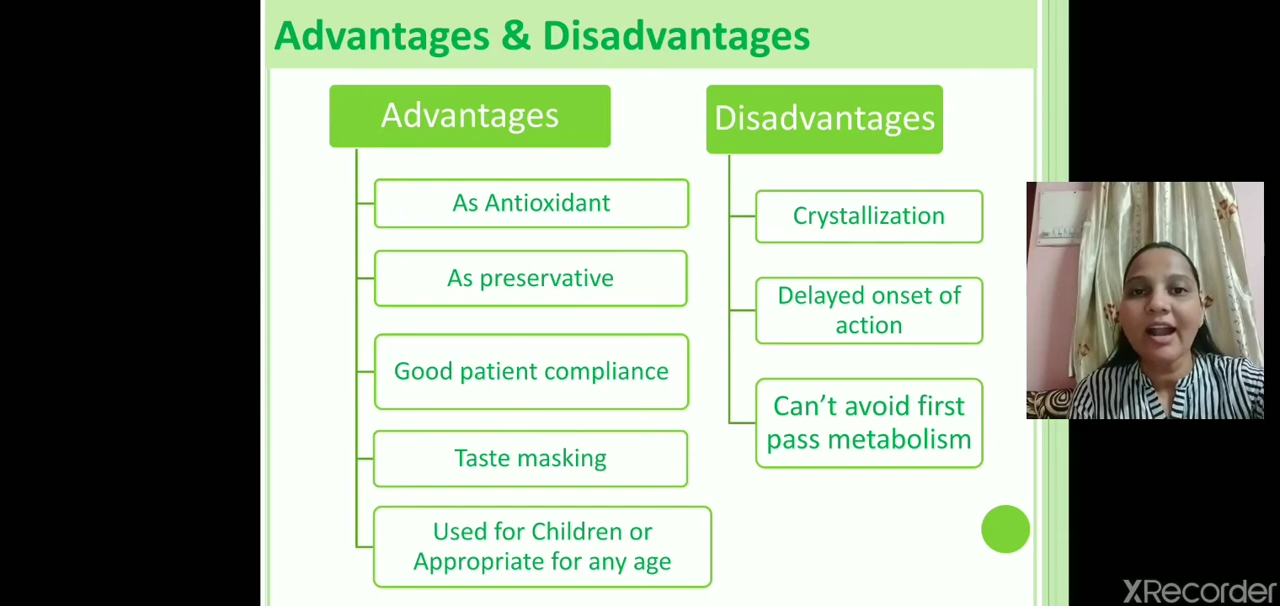 Advantages & Disadvantages
Advantages
As Antioxidant
As preservative
Good patient compliance
Taste masking
Used for Children or
Appropriate for any age
Disadvantages
Crystallization
Delayed onset of
action
Can't avoid first
pass metabolism
XRecorder